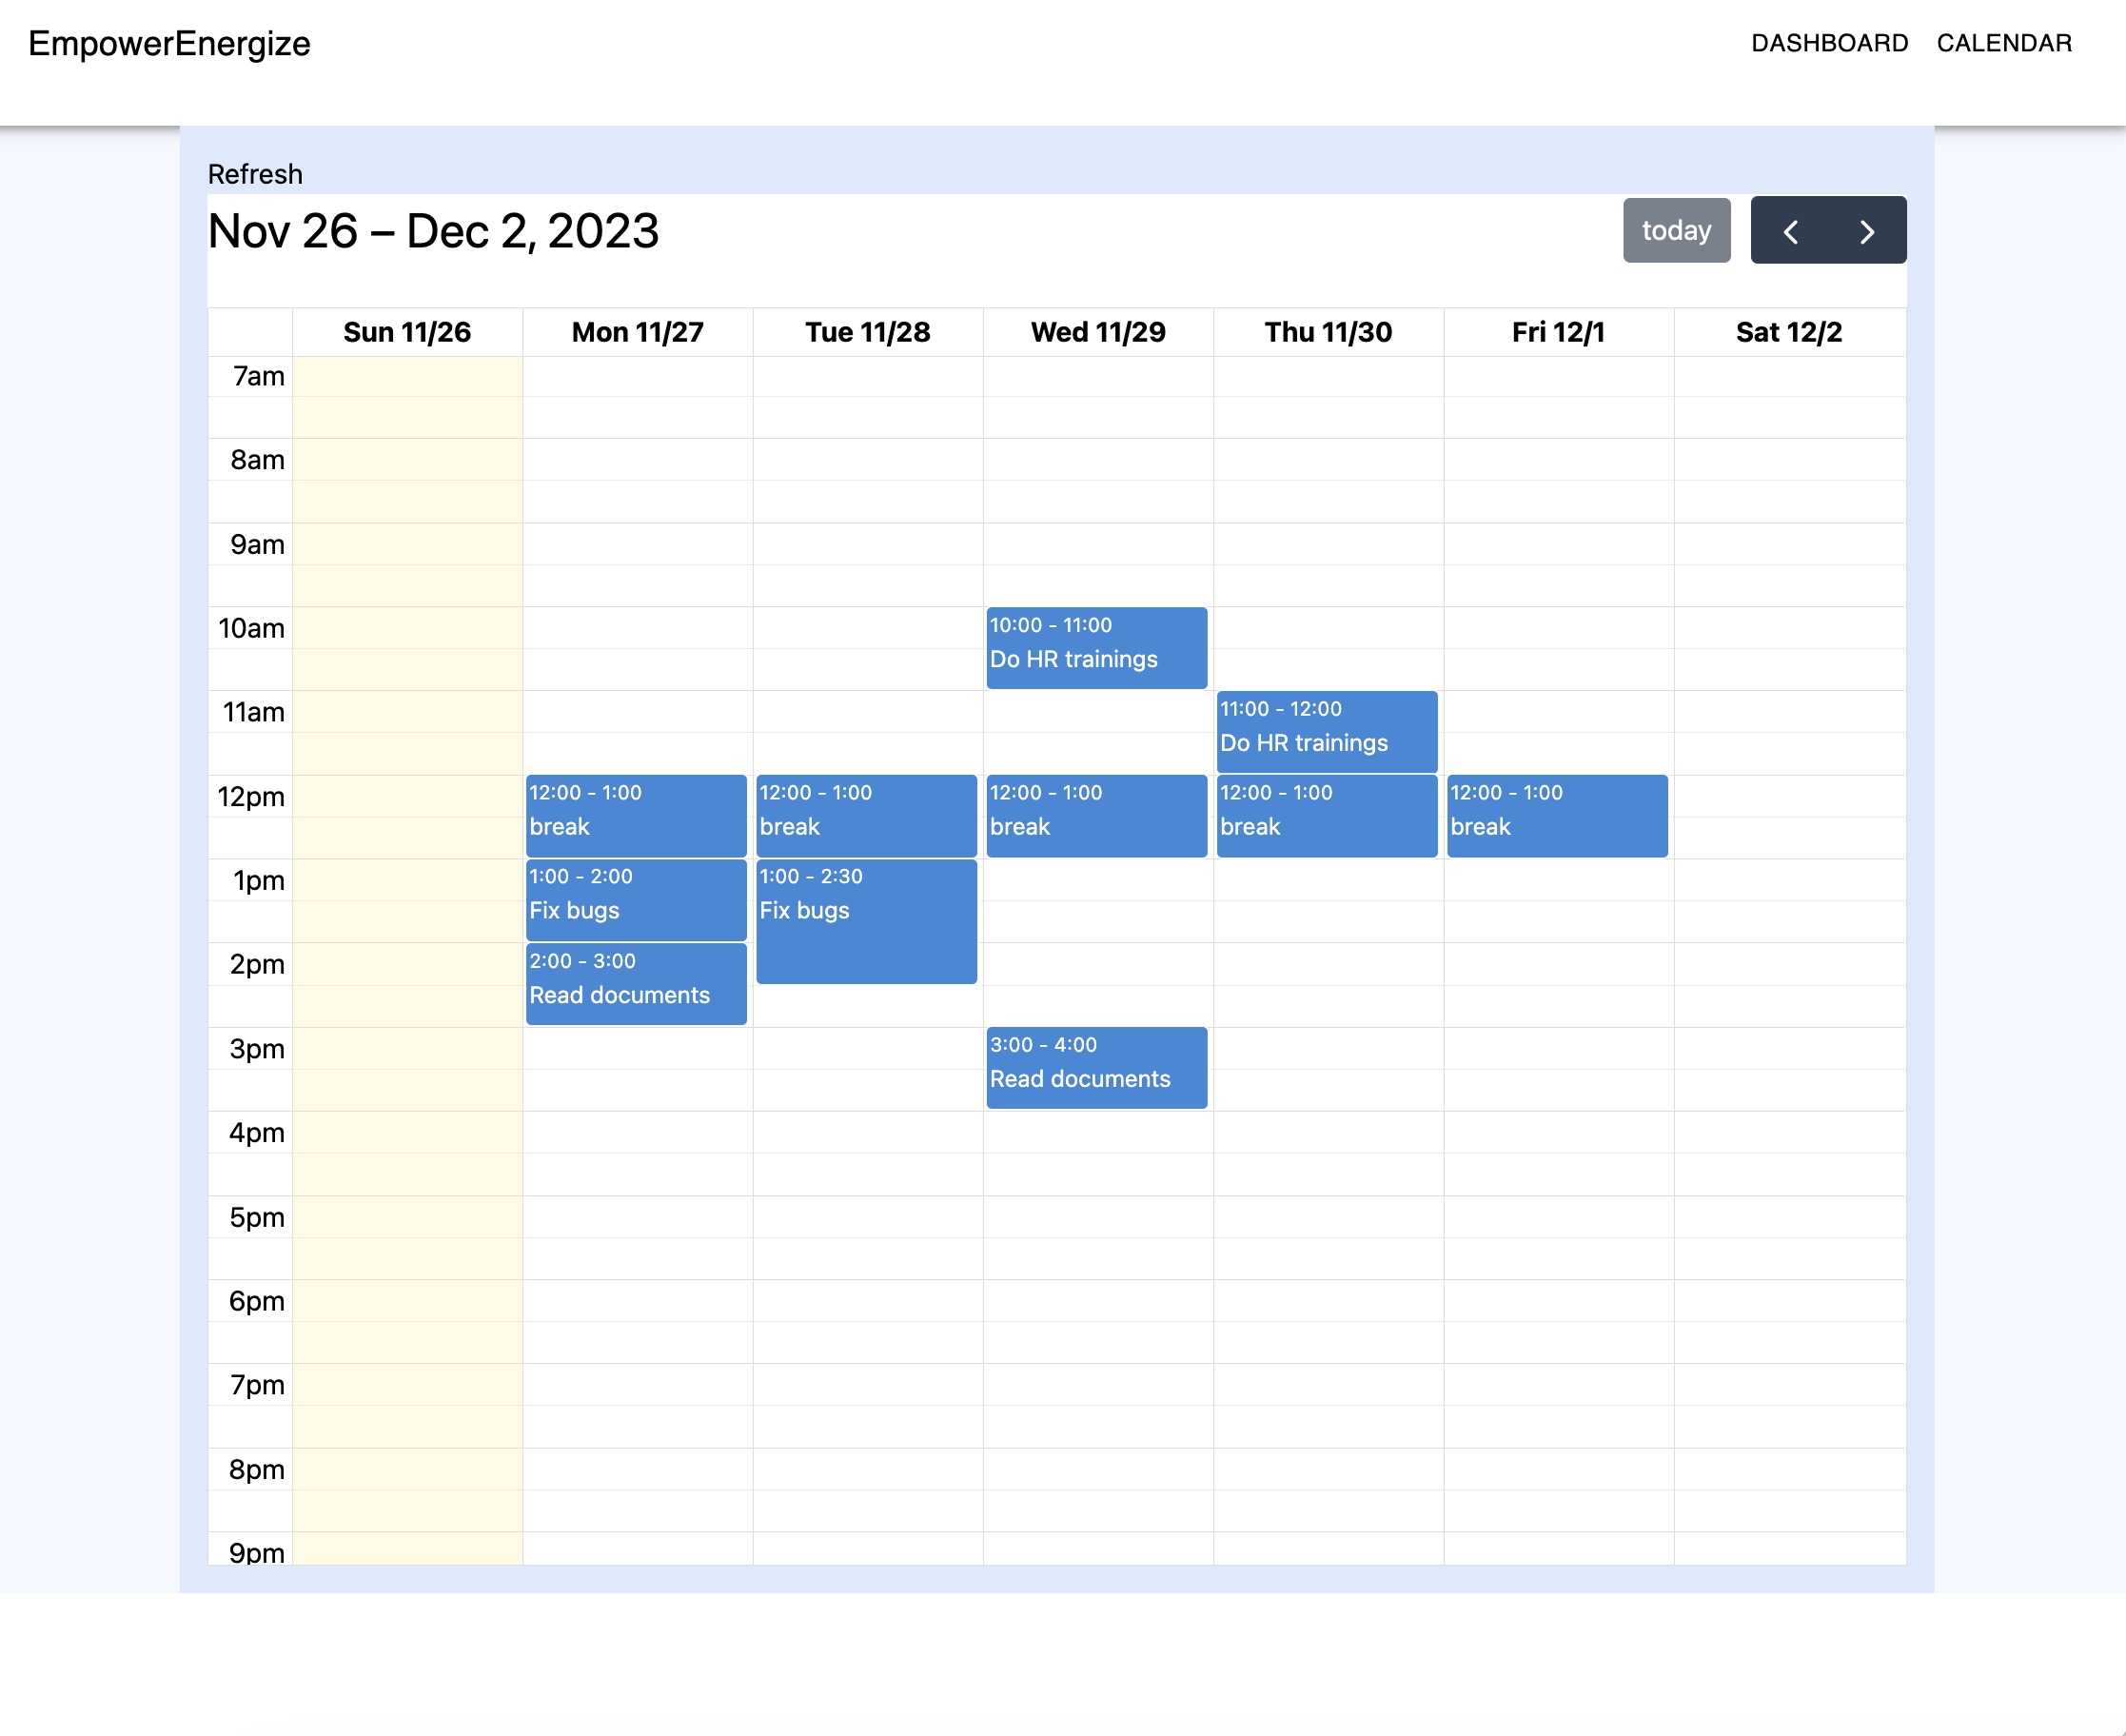 EmpowerEnergize
DASHBOARD CALENDAR
Refresh
Nov 26 – Dec 2, 2023
today
Sun 11/26 Mon 11/27 Tue 11/28 Wed 11/29 Thu 11/30 Fri 12/1 Sat 12/2
7am
8am
9am
10am
10:00 - 11:00
Do HR trainings
11am
11:00 - 12:00
Do HR trainings
12pm
12:00 - 1:00
break
12:00 - 1:00
break
12:00 - 1:00
break
12:00 - 1:00
break
12:00 - 1:00
break
1pm
1:00 - 2:00
Fix bugs
1:00 - 2:30
Fix bugs
2pm
2:00 - 3:00
Read documents
3pm
3:00 - 4:00
Read documents
4pm
5pm
6pm
7pm
8pm
9pm